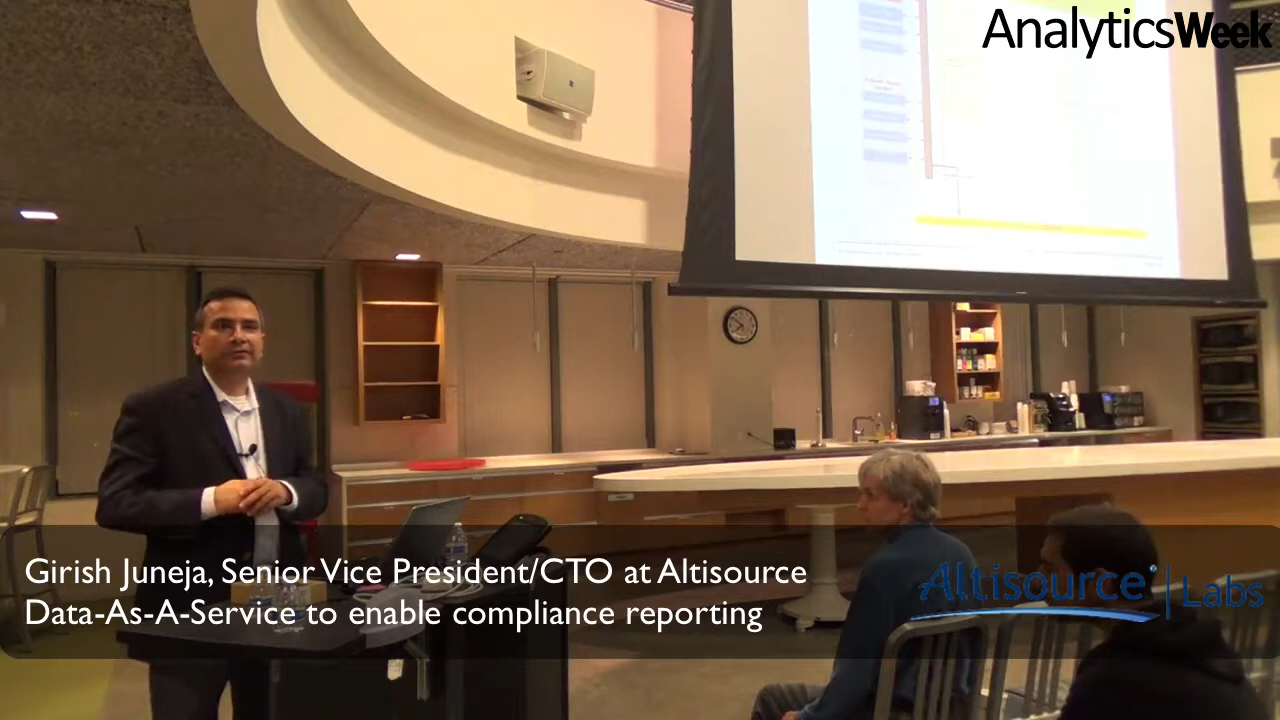 AnalyticsWeek
Girish Juneja, Senior Vice President/CTO at Altisource
Data-As-A-Service to enable compliance reporting
Altisource® | Labs